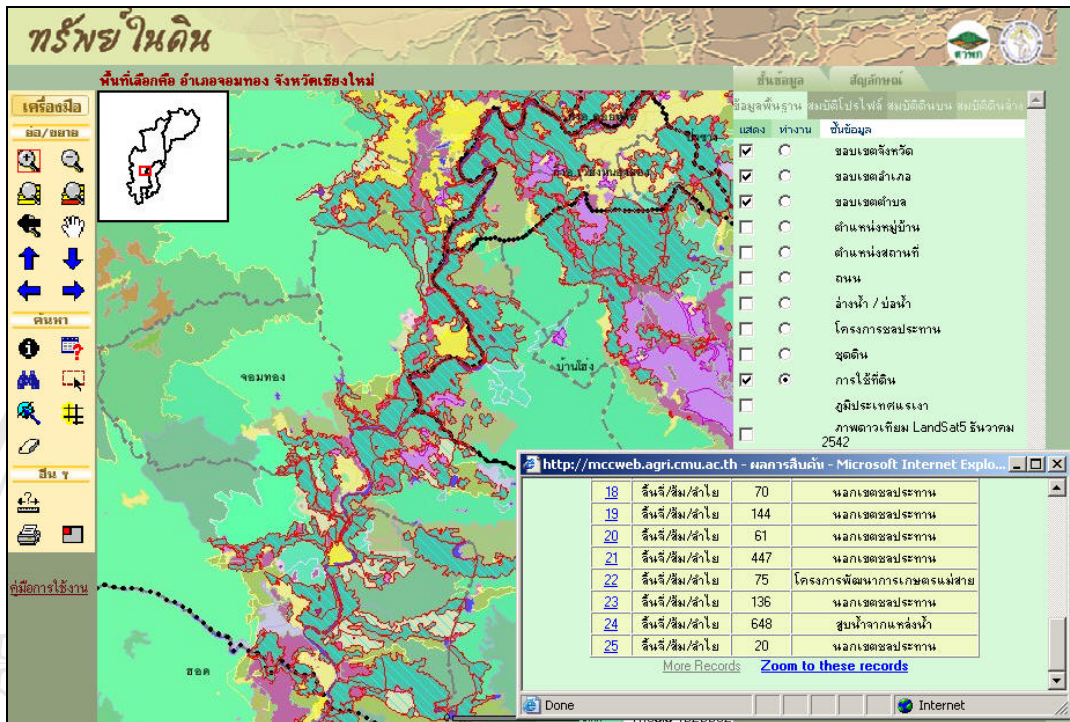 ทรัพย์ในดิน
สวพก
พื้นที่เลือกคือ อำเภอจอมทอง จังหวัดเชียงใหม่
ชั้นข้อมูล สัญลักษณ์
เครื่องมือ
ย่อ/ขยาย
ค้นหา
อื่น ๆ
คู่มือการใช้งาน
จอมทอง
บ้านโฮ่ง
ฮอด
ข้อมูลพื้นฐาน สมบัติโปรไฟล์ สมบัติดินบน สมบัติดินล่าง
แสดง ทำงาน ชั้นข้อมูล
ขอบเขตจังหวัด
ขอบเขตอำเภอ
ขอบเขตตำบล
ตำแหน่งหมู่บ้าน
ตำแหน่งสถานที่
ถนน
อ่างน้ำ / บ่อน้ำ
โครงการชลประทาน
ชุดดิน
การใช้ที่ดิน
ภูมิประเทศแรเงา
ภาพดาวเทียม LandSat5 ธันวาคม
2542
http://mccweb.agri.cmu.ac.th - ผลการสืบค้น - Microsoft Internet Explo...
18 ลิ้นจี่/ส้ม/ลำไย 70 นอกเขตชลประทาน
19 ลิ้นจี่/ส้ม/ลำไย 144 นอกเขตชลประทาน
20 ลิ้นจี่/ส้ม/ลำไย 61 นอกเขตชลประทาน
21 ลิ้นจี่/ส้ม/ลำไย 447 นอกเขตชลประทาน
22 ลิ้นจี่/ส้ม/ลำไย 75 โครงการพัฒนาการเกษตรแม่สาย
23 ลิ้นจี่/ส้ม/ลำไย 136 นอกเขตชลประทาน
24 ลิ้นจี่/ส้ม/ลำไย 648 สูบน้ำจากแหล่งน้ำ
25 ลิ้นจี่/ส้ม/ลำไย 20 นอกเขตชลประทาน
More Records Zoom to these records
Done Internet